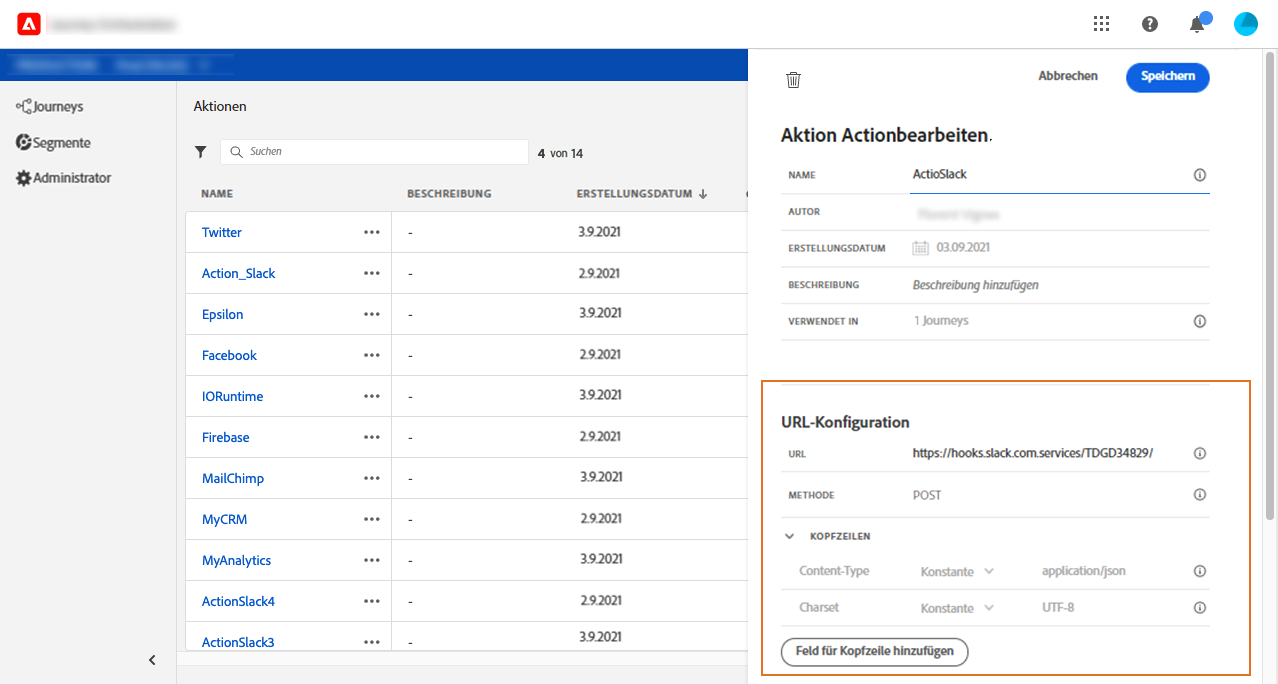 Journeys
Segmente
Administrator
Aktionen
Suchen
4 von 14
NAME BESCHREIBUNG ERSTELLUNGSDATUM
Twitter - 3.9.2021
Action_Slack - 2.9.2021
Epsilon - 3.9.2021
Facebook - 2.9.2021
IORuntime - 3.9.2021
Firebase - 2.9.2021
MailChimp - 3.9.2021
MyCRM - 2.9.2021
MyAnalytics - 3.9.2021
ActionSlack4 - 2.9.2021
ActionSlack3 - 3.9.2021
Abbrechen Speichern
Aktion Actionbearbeiten.
NAME ActioSlack
AUTOR
ERSTELLUNGSDATUM 03.09.2021
BESCHREIBUNG Beschreibung hinzufügen
VERWENDET IN 1 Journeys
URL-Konfiguration
URL https://hooks.slack.com.services/TDGD34829/
METHODE POST
KOPFZEILEN
Content-Type Konstante application/json
Charset Konstante UTF-8
Feld für Kopfzeile hinzufügen